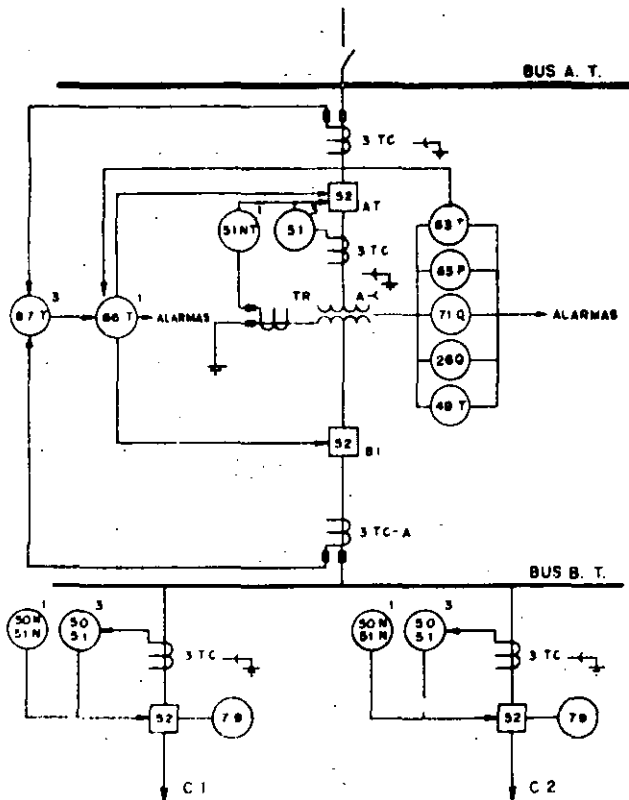 BUS A. T.
3 TC
52
AT
1
51NT
51
3 TC
63 P
63P
71Q
26Q
49 T
ALARMAS
TR
87 T
3
86 T
1
ALARMAS
52
B1
3 TC-A
BUS B. T.
50N
51N
1
50
51
3
3 TC
52
79
C 1
50N
51N
1
50
51
3
3 TC
52
79
C 2